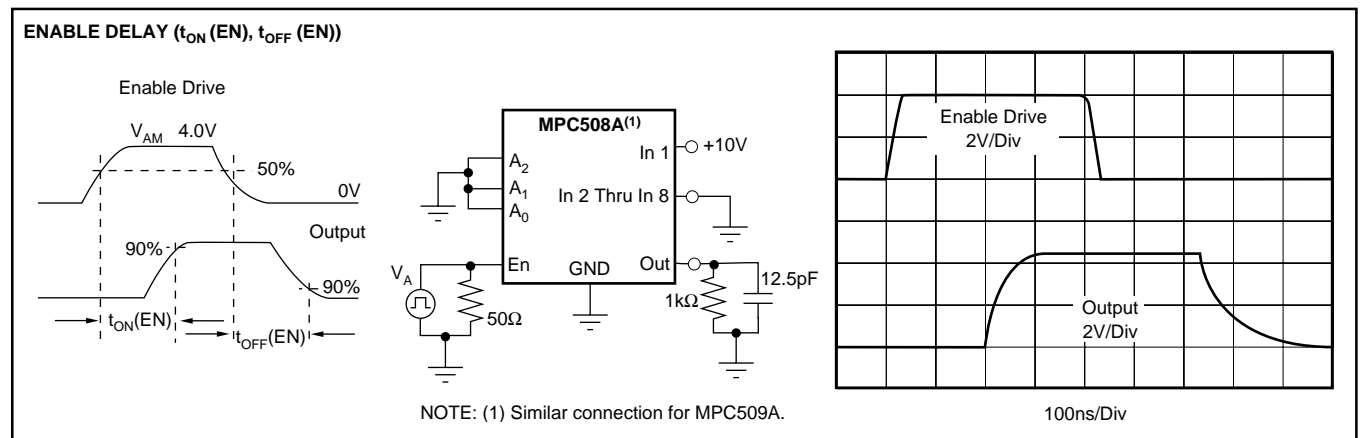 ENABLE DELAY (tON (EN), tOFF (EN))
Enable Drive
VAM 4.0V
50%
0V
Output
90%
90%
tON(EN)
tOFF(EN)
MPC508A(1)
A2
A1
A0
In 1
+10V
In 2 Thru In 8
En
GND
Out
VA
50Ω
1kΩ
12.5pF
NOTE: (1) Similar connection for MPC509A.
Enable Drive
2V/Div
Output
2V/Div
100ns/Div